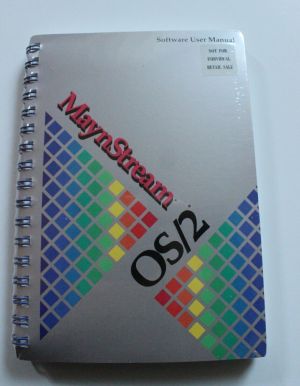 Software User Manual
NOT FOR
INDIVIDUAL
RETAIL SALE
MaynStream
OS/2